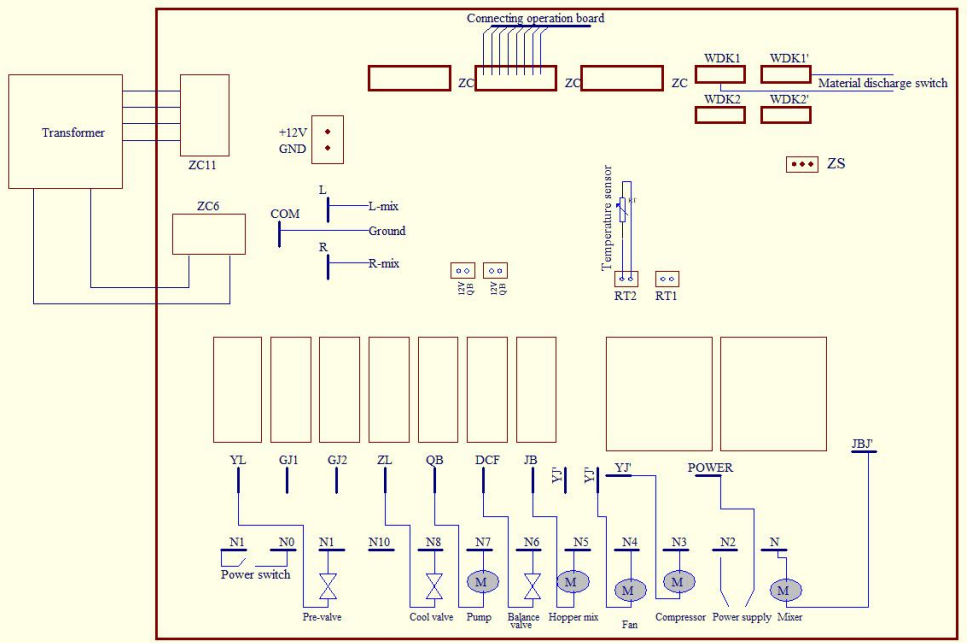 Connecting operation board
WDK1 WDK1'
ZC ZC ZC
Material discharge switch
WDK2 WDK2'
Transformer
+12V
GND
ZC11
ZS
Temperature sensor
RT
L
L-mix
ZC6
COM
Ground
R
R-mix
12V
QB
12V
QB
RT2 RT1
JBJ'
YL GJ1 GJ2 ZL QB DCF JB YJ' YJ' YJ' POWER
N1 N0 N1 N10 N8 N7 N6 N5 N4 N3 N2 N
Power switch
M M M M M
Pre-valve Cool valve Pump Balance valve Hopper mix Fan Compressor Power supply Mixer